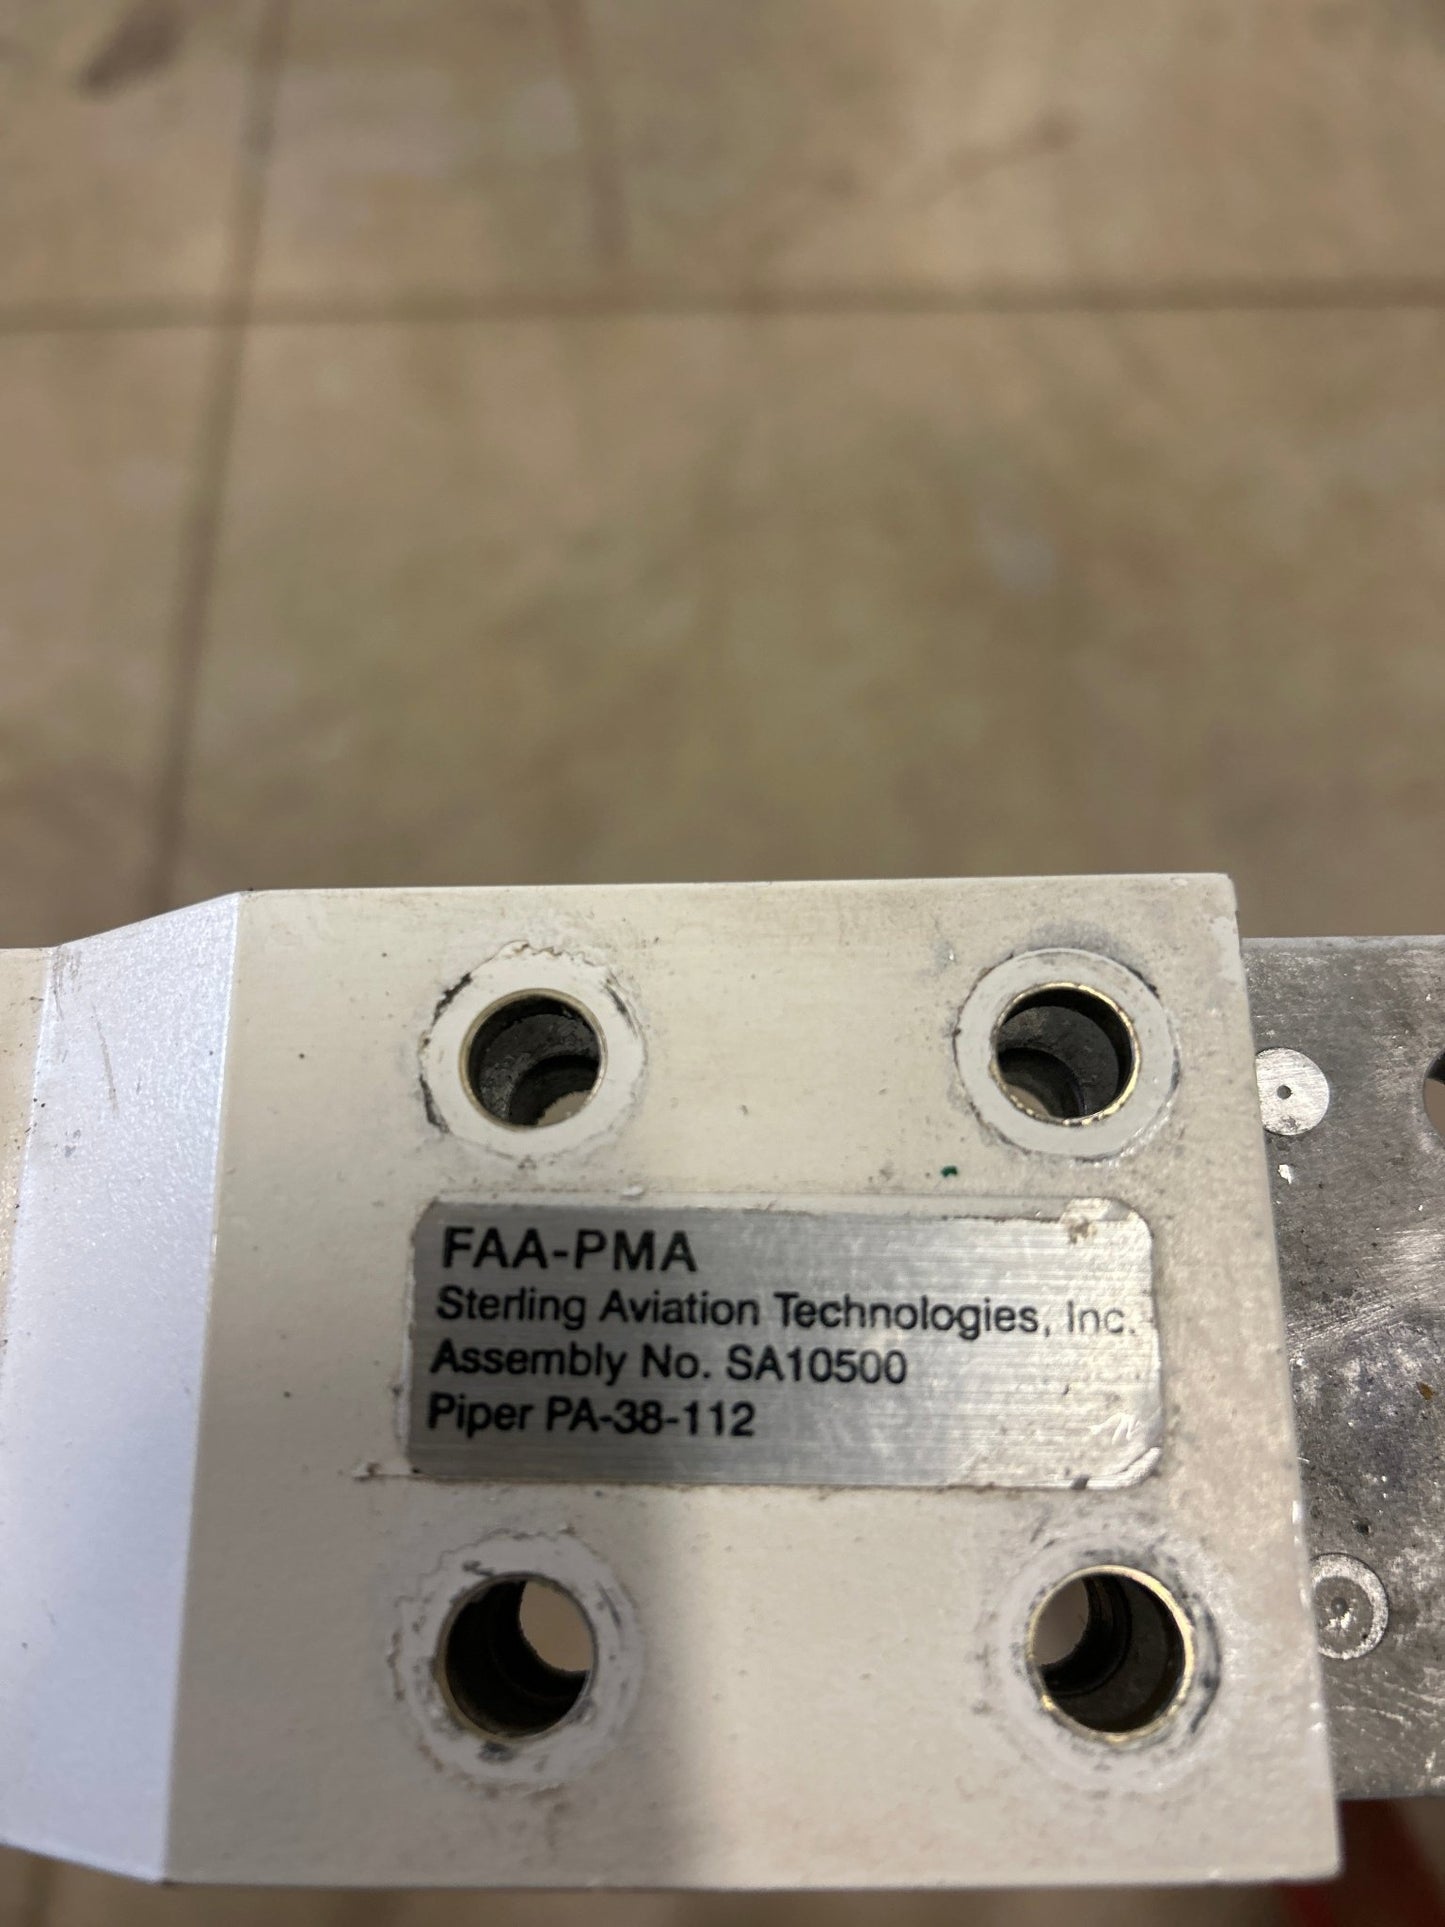 FAA-PMA
Sterling Aviation Technologies, Inc.
Assembly No. SA10500
Piper PA-38-112